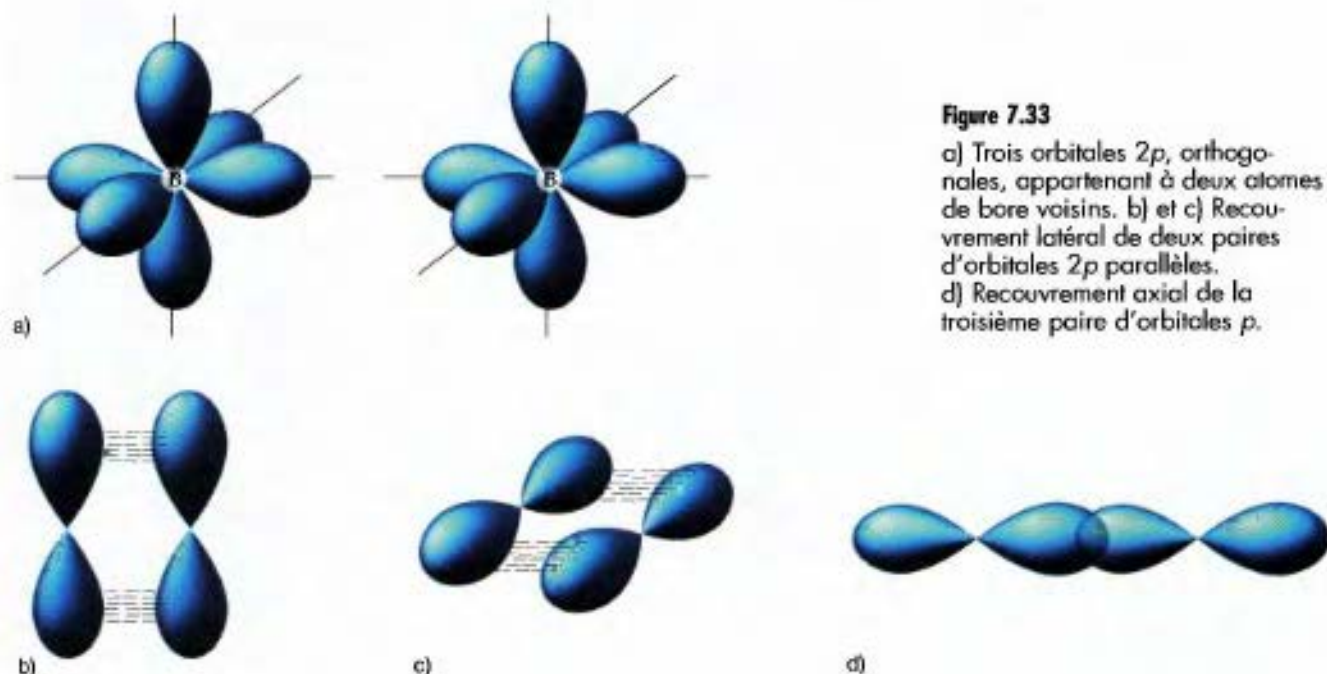 B
B
a)
Figure 7.33
a) Trois orbitales 2p, orthogo-
nales, appartenant à deux atomes
de bore voisins. b) et c) Recou-
vrement latéral de deux paires
d'orbitales 2p parallèles.
d) Recouvrement axial de la
troisième paire d'orbitales p.
b)
c)
d)